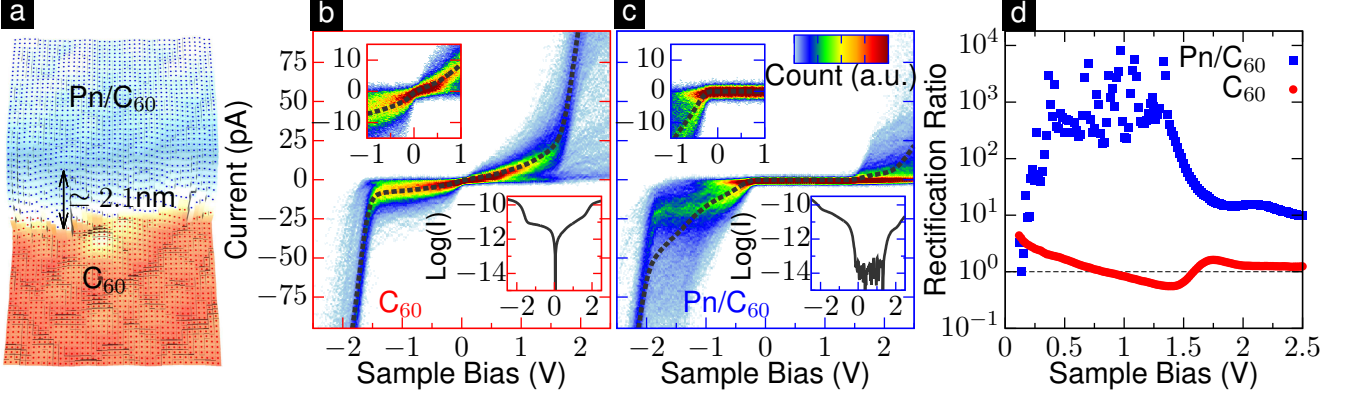 a
Pn/C60
≃ 2.1nm
C60
b
Current (pA)
75
50
25
0
−25
−50
−75
10
0
−10
−1 0 1
−10
−12
−14
Log(I)
−2 0 2
C60
−2 −1 0 1 2
Sample Bias (V)
c
10
0
−10
−1 0 1
Count (a.u.)
−10
−12
−14
Log(I)
−2 0 2
Pn/C60
−2 −1 0 1 2
Sample Bias (V)
d
Rectification Ratio
10^4
10^3
10^2
10^1
10^0
10^−1
Pn/C60
C60
0 0.5 1 1.5 2 2.5
Sample Bias (V)